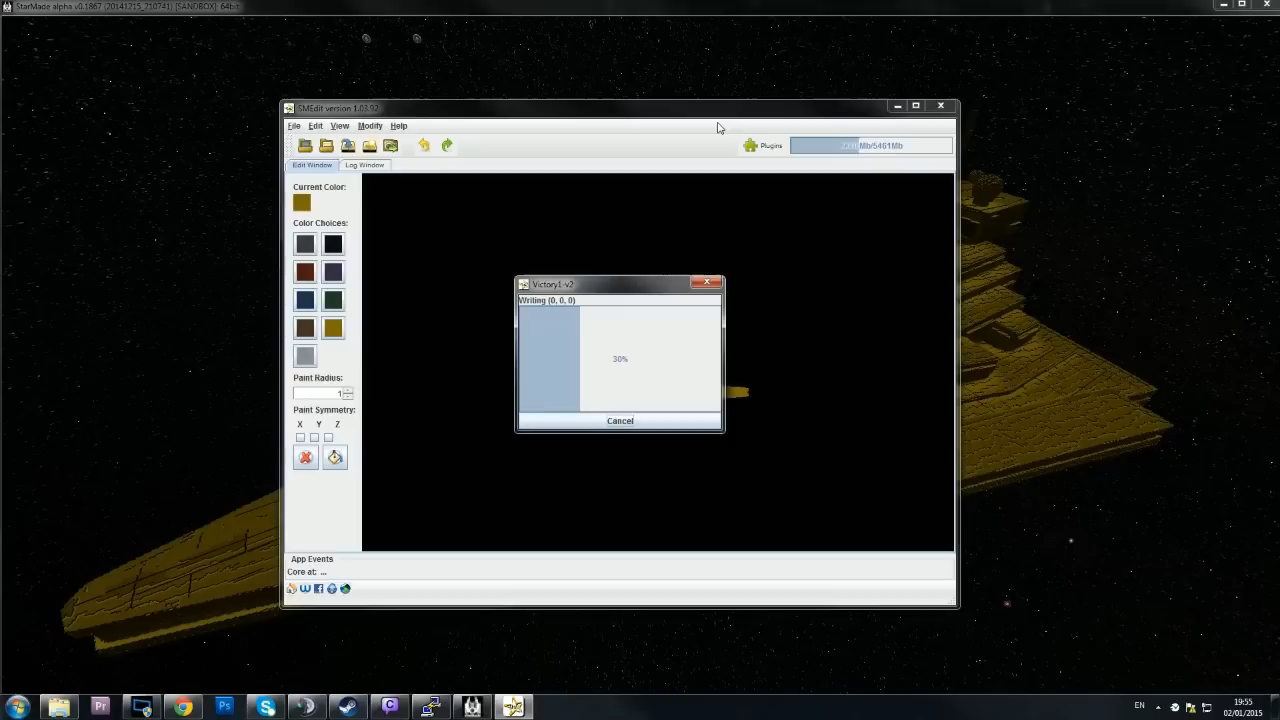 StarMade alpha v0.1867 (20141215_210741) [SANDBOX]: 64bit
SMEdit version 1.03.92
File Edit View Modify Help
Plugins
Mb/5461Mb
Edit Window Log Window
Current Color:
Color Choices:
Victory1-v2
Writing (0, 0, 0)
30%
Cancel
Paint Radius:
1
Paint Symmetry:
X Y Z
App Events
Core at: ...
EN
19:55
02/01/2015